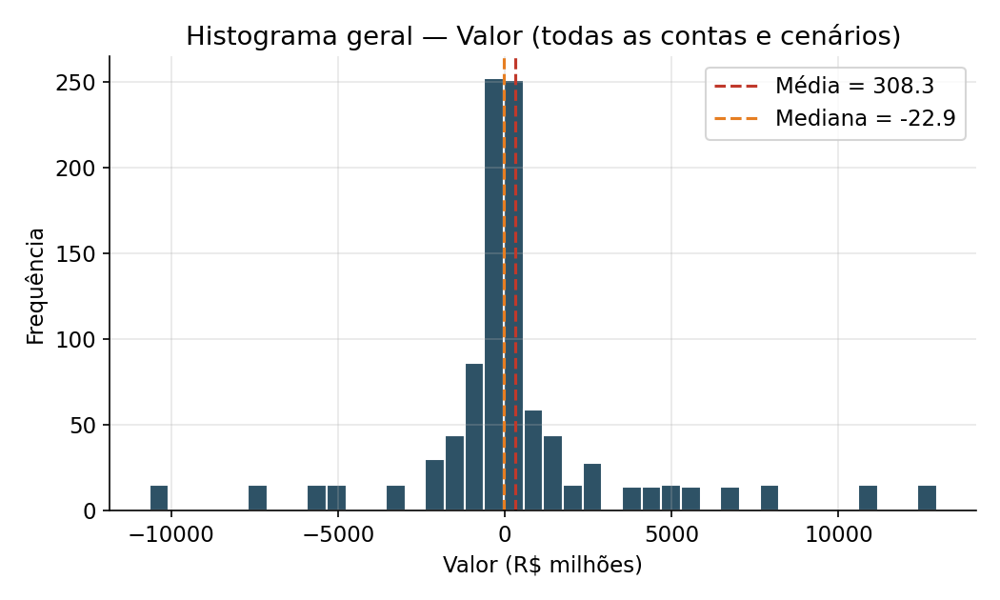 Histograma geral — Valor (todas as contas e cenários)
Média = 308.3
Mediana = -22.9
Frequência
250
200
150
100
50
0
−10000
−5000
0
5000
10000
Valor (R$ milhões)